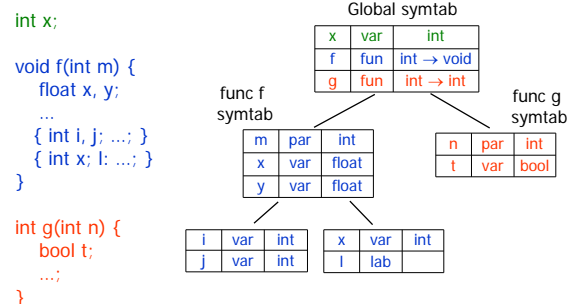 int x;
void f(int m) {
float x, y;
...
{ int i, j; ...; }
{ int x; l: ...; }
}
int g(int n) {
bool t;
...;
}
Global symtab
x var int
f fun int → void
g fun int → int
func f
symtab
m par int
x var float
y var float
func g
symtab
n par int
t var bool
i var int
j var int
x var int
l lab